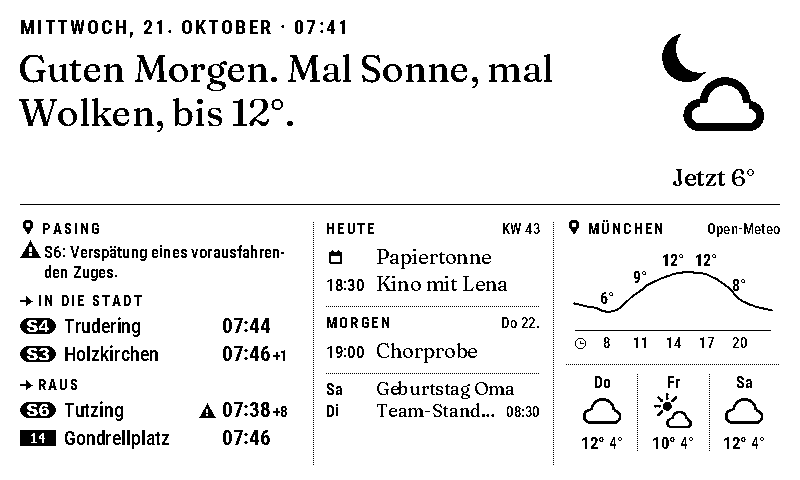 MITTWOCH, 21. OKTOBER · 07:41
Guten Morgen. Mal Sonne, mal
Wolken, bis 12°.
Jetzt 6°
PASING
S6: Verspätung eines vorausfahren-
den Zuges.
IN DIE STADT
S4 Trudering 07:44
S3 Holzkirchen 07:46+1
RAUS
S6 Tutzing 07:38+8
14 Gondrellplatz 07:46
HEUTE KW 43
Papiertonne
18:30 Kino mit Lena
MORGEN Do 22.
19:00 Chorprobe
Sa Geburtstag Oma
Di Team-Stand... 08:30
MÜNCHEN Open-Meteo
6° 9° 12° 12° 8°
8 11 14 17 20
Do Fr Sa
12° 4° 10° 4° 12° 4°